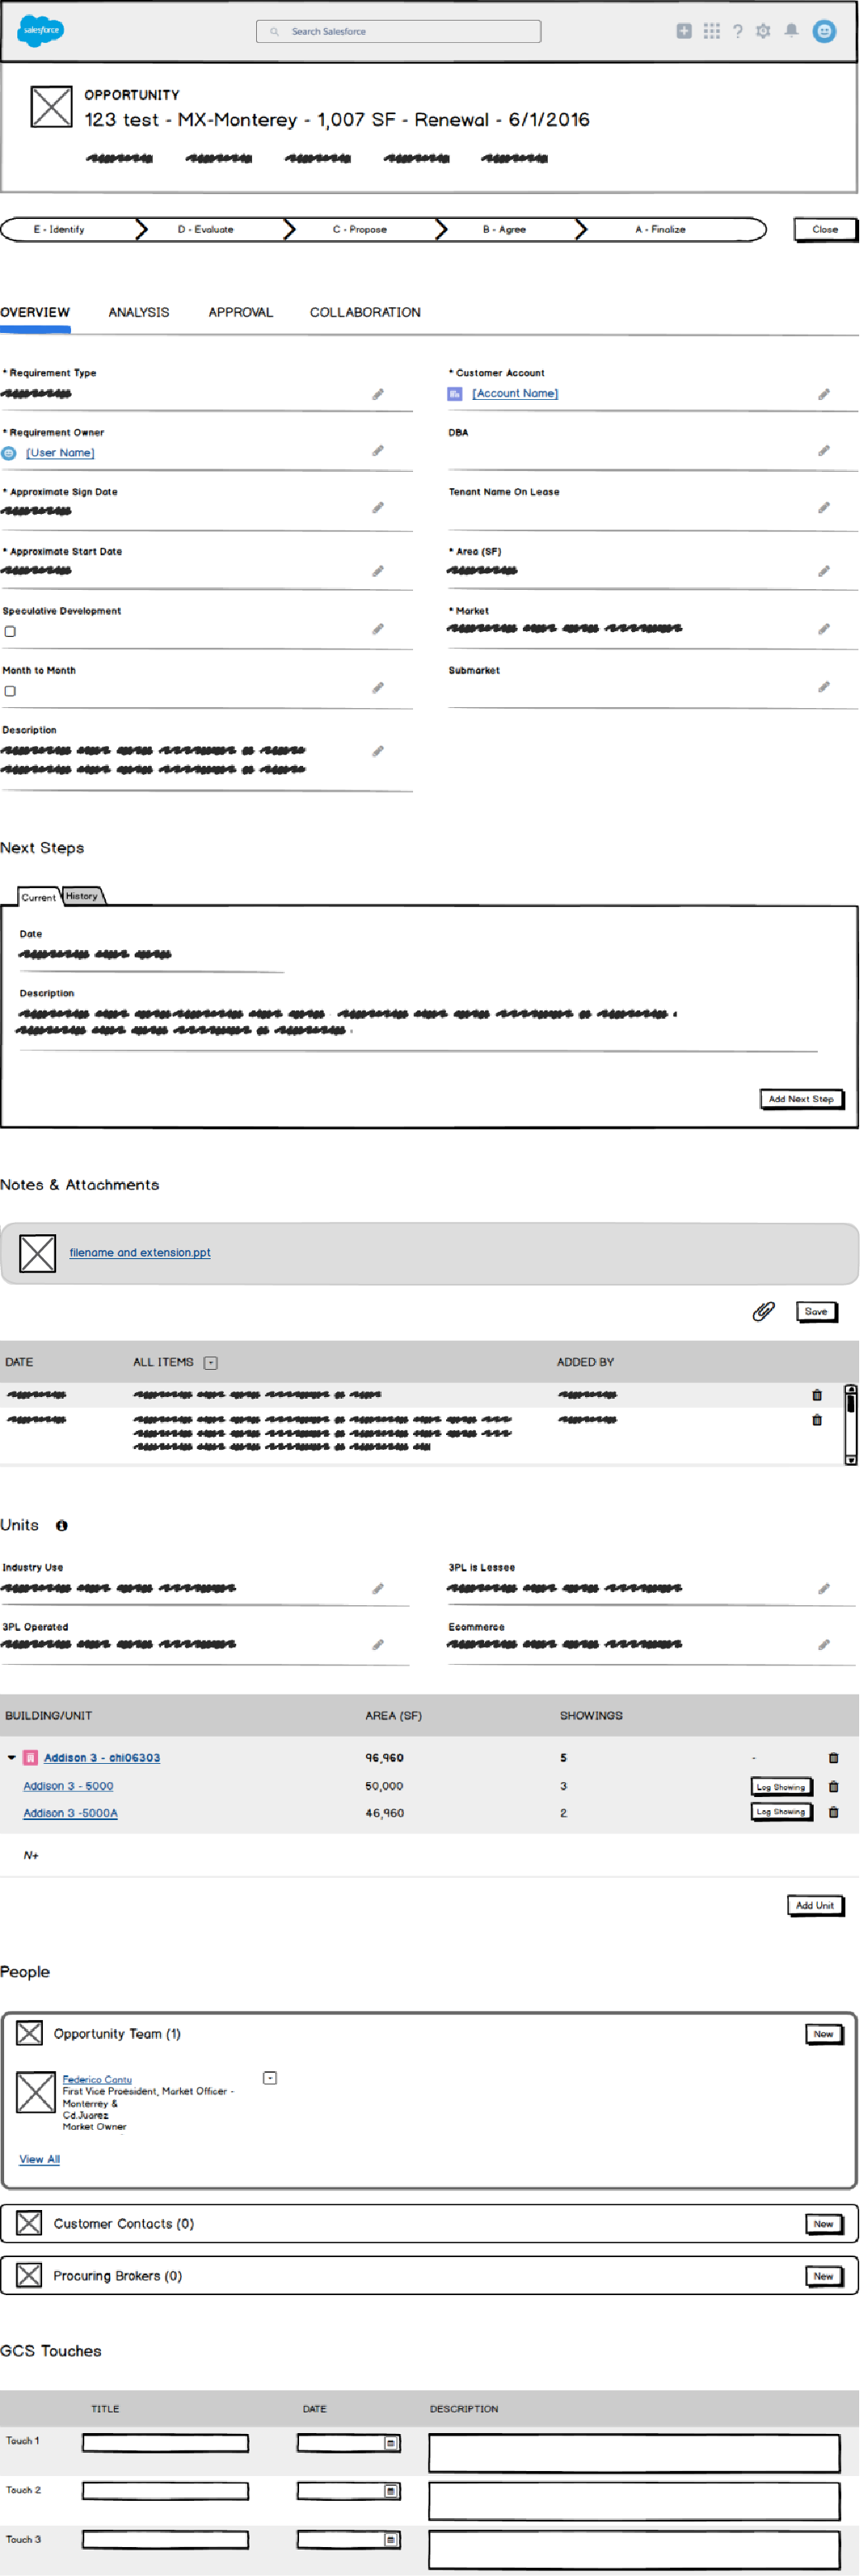 salesforce
Search Salesforce
OPPORTUNITY
123 test - MX-Monterey - 1,007 SF - Renewal - 6/1/2016
E - Identify
D - Evaluate
C - Propose
B - Agree
A - Finalize
Close
OVERVIEW
ANALYSIS
APPROVAL
COLLABORATION
* Requirement Type
* Customer Account
[Account Name]
* Requirement Owner
[User Name]
DBA
* Approximate Sign Date
Tenant Name On Lease
* Approximate Start Date
* Area (SF)
Speculative Development
* Market
Month to Month
Submarket
Description
Next Steps
Current
History
Date
Description
Add Next Step
Notes & Attachments
filename and extension.ppt
Save
DATE
ALL ITEMS
ADDED BY
Units
Industry Use
3PL is Lessee
3PL Operated
Ecommerce
BUILDING/UNIT
AREA (SF)
SHOWINGS
Addison 3 - chi06303
96,960
5
-
Addison 3 - 5000
50,000
3
Log Showing
Addison 3 -5000A
46,960
2
Log Showing
N+
Add Unit
People
Opportunity Team (1)
New
Federico Cantu
First Vice Proesident, Market Officer -
Monterrey &
Cd.Juarez
Market Owner
View All
Customer Contacts (0)
New
Procuring Brokers (0)
New
GCS Touches
TITLE
DATE
DESCRIPTION
Touch 1
Touch 2
Touch 3